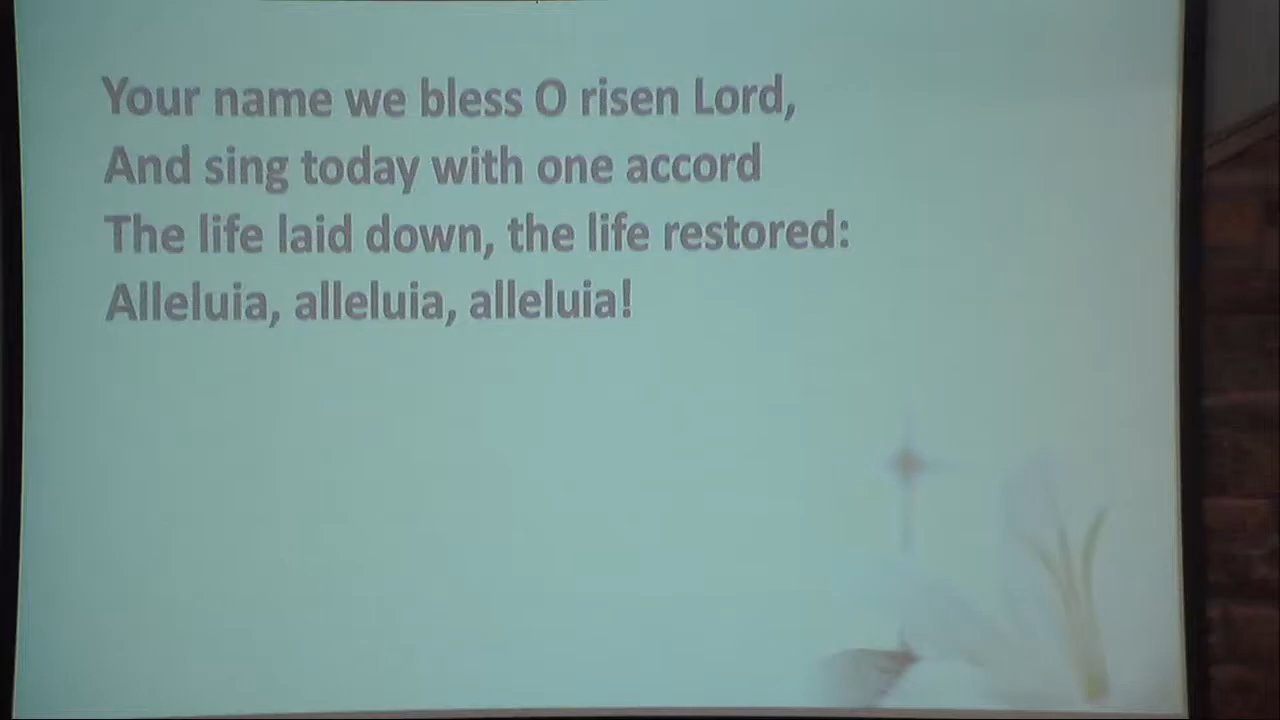 Your name we bless O risen Lord,
And sing today with one accord
The life laid down, the life restored:
Alleluia, alleluia, alleluia!